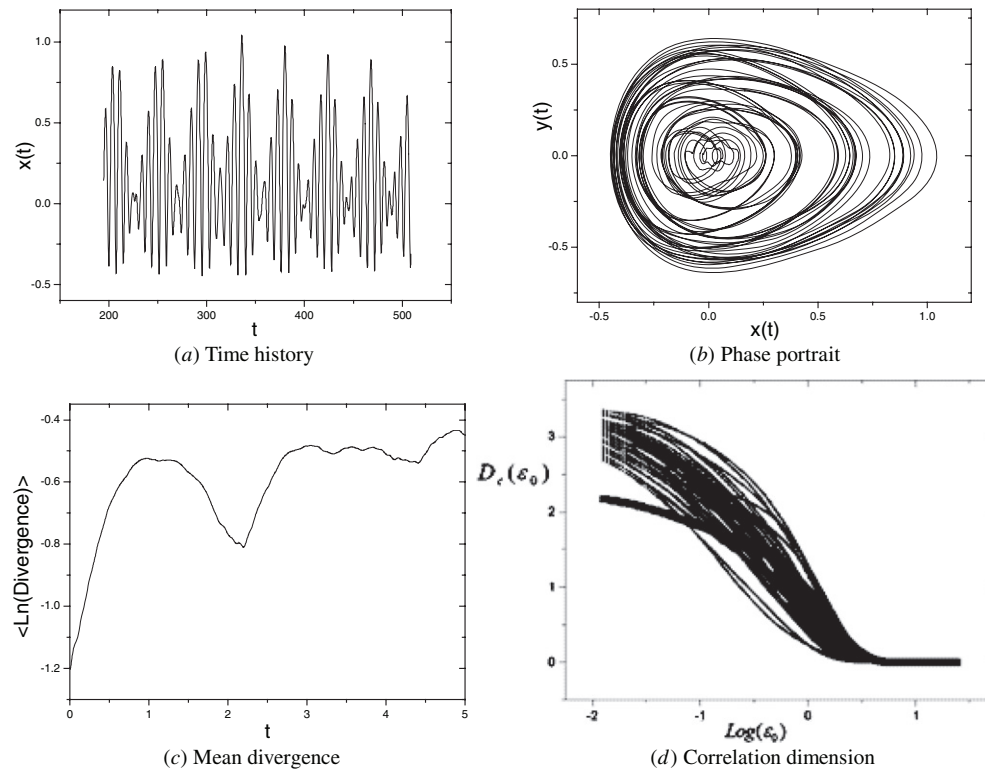 1.0
0.5
0.0
-0.5
x(t)
200 300 400 500
t
(a) Time history
0.5
0.0
-0.5
y(t)
-0.5 0.0 0.5 1.0
x(t)
(b) Phase portrait
-0.4
-0.6
-0.8
-1.0
-1.2
<Ln(Divergence)>
0 1 2 3 4 5
t
(c) Mean divergence
3
2
1
0
D_c(ε_0)
-2 -1 0 1
Log(ε_0)
(d) Correlation dimension